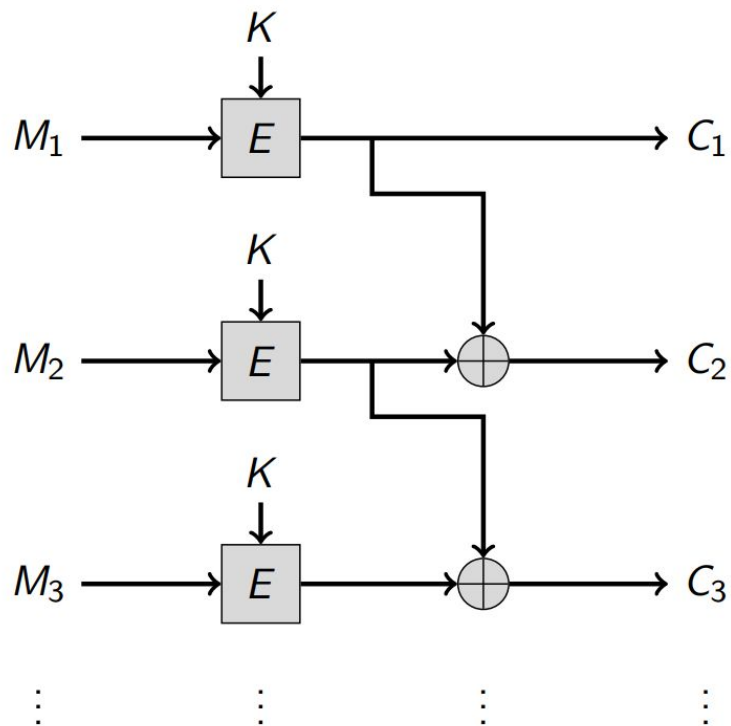 K
M₁ E C₁
K
M₂ E C₂
K
M₃ E C₃
⋮ ⋮ ⋮ ⋮